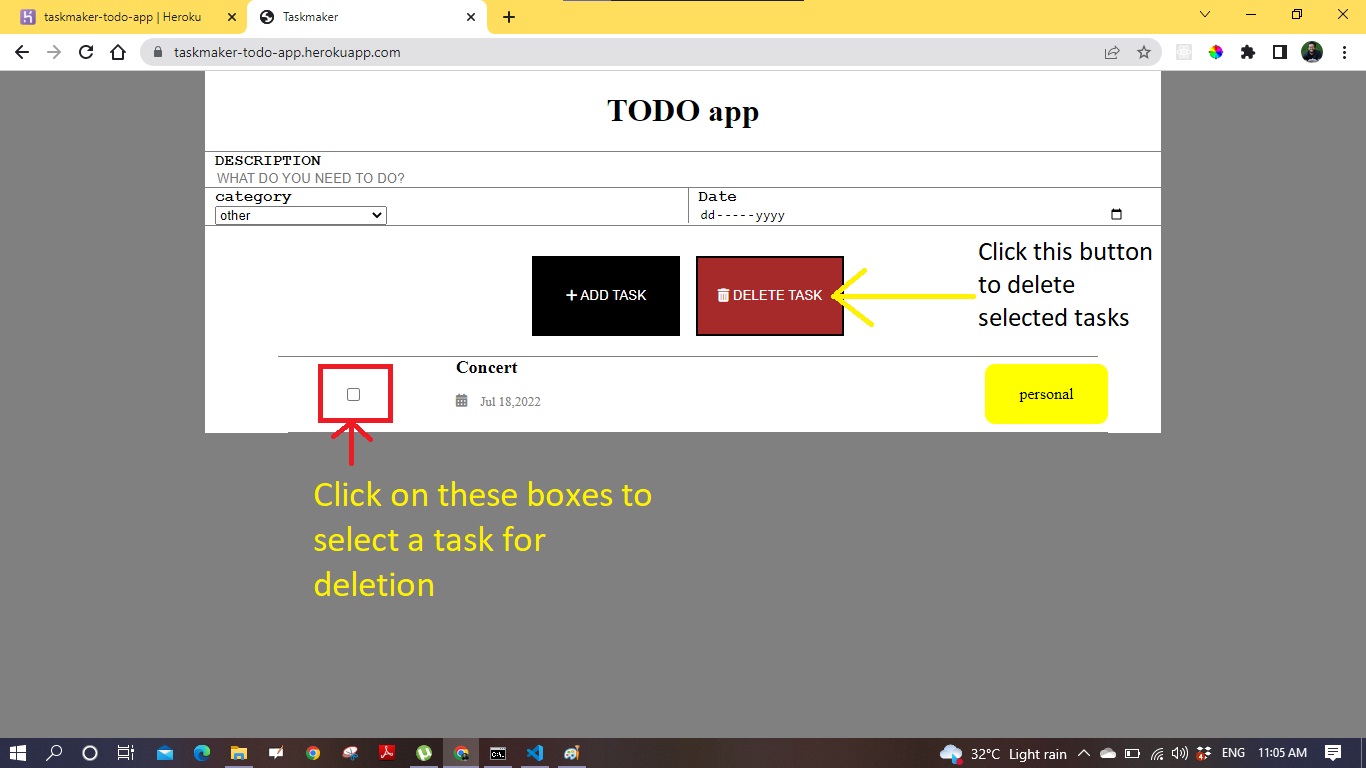 taskmaker-todo-app | Heroku
Taskmaker
taskmaker-todo-app.herokuapp.com
TODO app
DESCRIPTION
WHAT DO YOU NEED TO DO?
category
Date
other
dd-----yyyy
Click this button
to delete
selected tasks
ADD TASK
DELETE TASK
Concert
Jul 18,2022
personal
Click on these boxes to
select a task for
deletion
32°C Light rain
ENG
11:05 AM